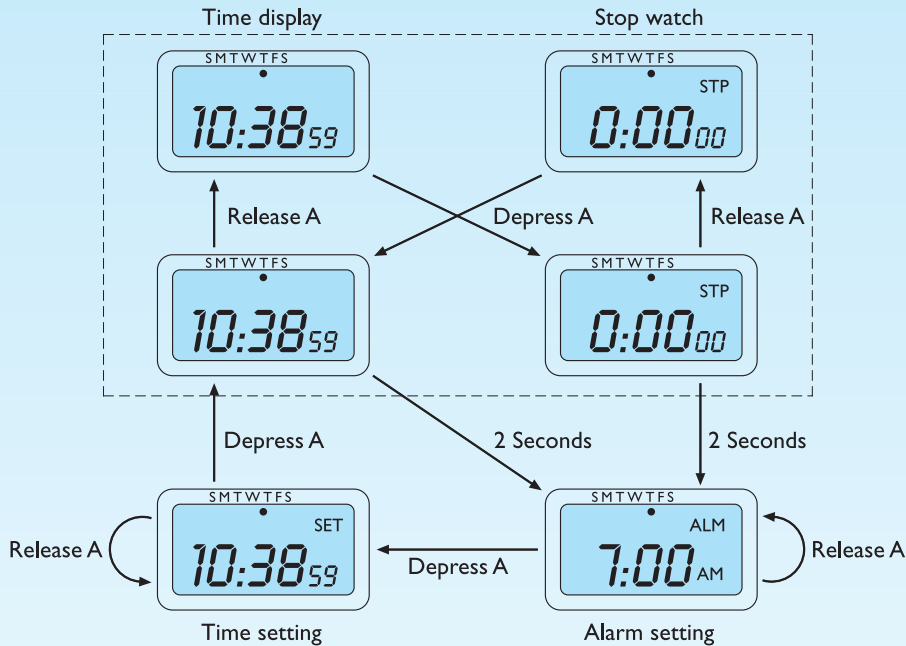 Time display
Stop watch
SMTWTFS
10:38 59
SMTWTFS
STP
0:00 00
Release A
Depress A
Release A
SMTWTFS
10:38 59
SMTWTFS
STP
0:00 00
Depress A
2 Seconds
2 Seconds
SMTWTFS
SET
10:38 59
SMTWTFS
ALM
7:00 AM
Release A
Depress A
Release A
Time setting
Alarm setting